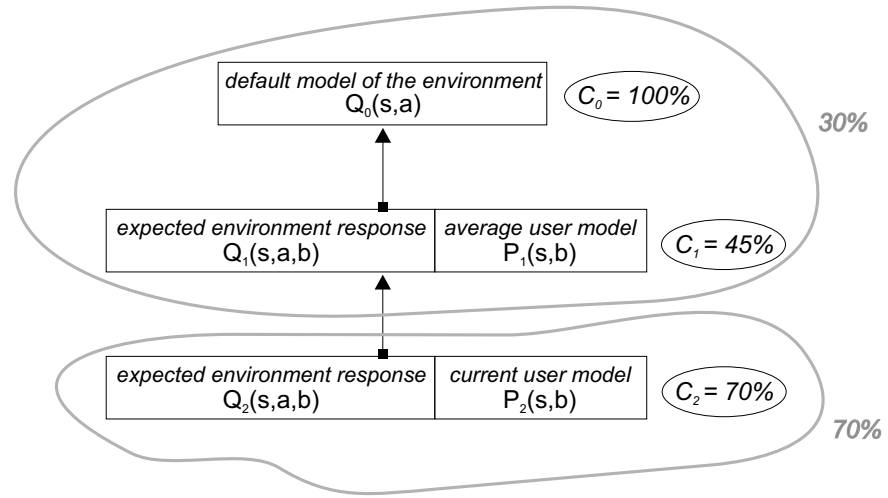 default model of the environment
Q₀(s,a)
C₀ = 100%
30%
expected environment response
Q₁(s,a,b)
average user model
P₁(s,b)
C₁ = 45%
expected environment response
Q₂(s,a,b)
current user model
P₂(s,b)
C₂ = 70%
70%